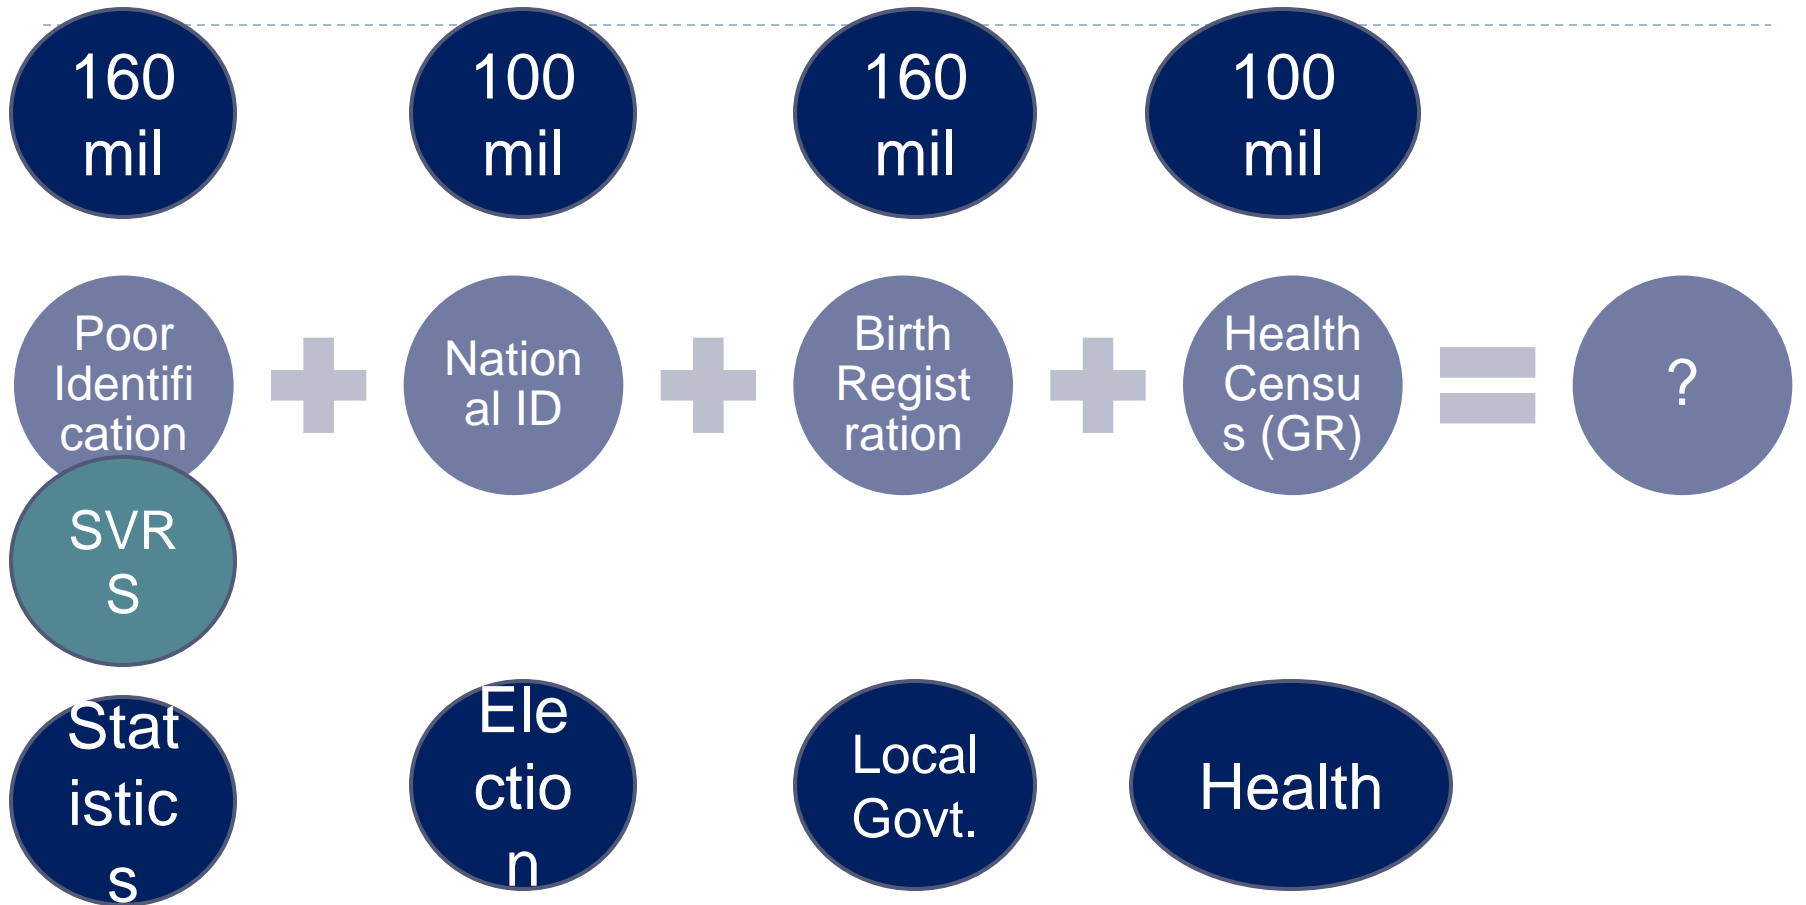 160
mil
100
mil
160
mil
100
mil
Poor
Identifi
cation
Nation
al ID
Birth
Regist
ration
Health
Censu
s (GR)
?
SVR
S
Stat
istic
s
Ele
ctio
n
Local
Govt.
Health